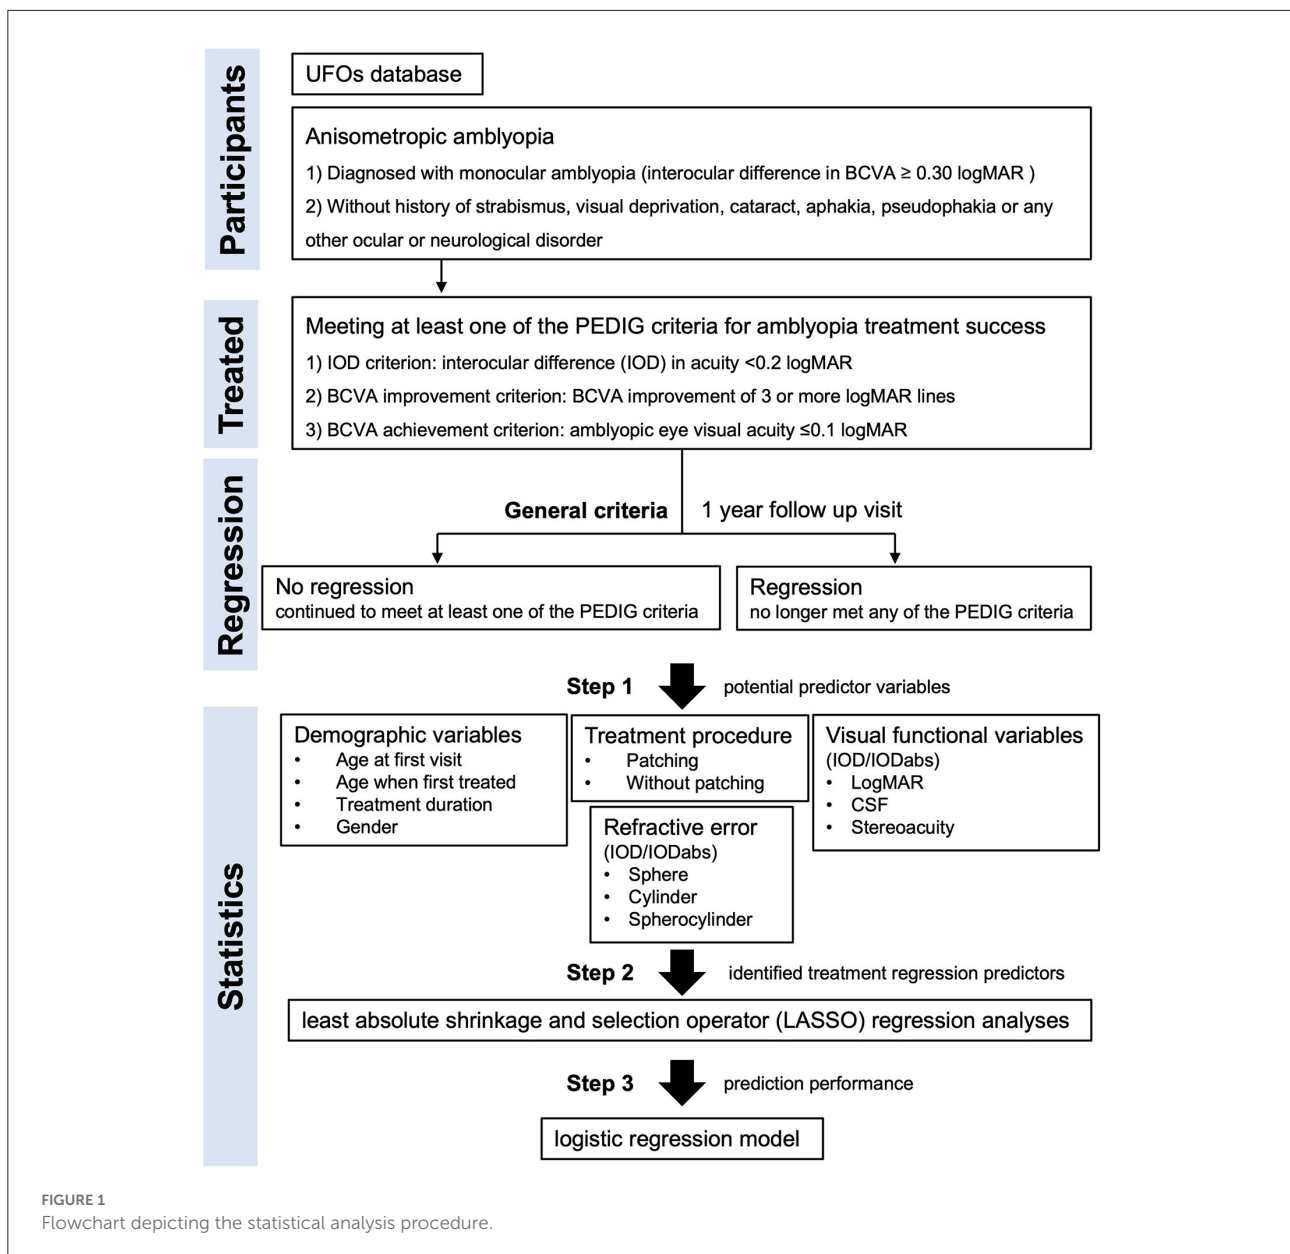 Participants
UFOs database
Anisometropic amblyopia
1) Diagnosed with monocular amblyopia (interocular difference in BCVA ≥ 0.30 logMAR )
2) Without history of strabismus, visual deprivation, cataract, aphakia, pseudophakia or any
other ocular or neurological disorder
Treated
Meeting at least one of the PEDIG criteria for amblyopia treatment success
1) IOD criterion: interocular difference (IOD) in acuity <0.2 logMAR
2) BCVA improvement criterion: BCVA improvement of 3 or more logMAR lines
3) BCVA achievement criterion: amblyopic eye visual acuity ≤0.1 logMAR
Regression
General criteria 1 year follow up visit
No regression
continued to meet at least one of the PEDIG criteria
Regression
no longer met any of the PEDIG criteria
Statistics
Step 1 potential predictor variables
Demographic variables
• Age at first visit
• Age when first treated
• Treatment duration
• Gender
Treatment procedure
• Patching
• Without patching
Refractive error
(IOD/IODabs)
• Sphere
• Cylinder
• Spherocylinder
Visual functional variables
(IOD/IODabs)
• LogMAR
• CSF
• Stereoacuity
Step 2 identified treatment regression predictors
least absolute shrinkage and selection operator (LASSO) regression analyses
Step 3 prediction performance
logistic regression model
FIGURE 1
Flowchart depicting the statistical analysis procedure.